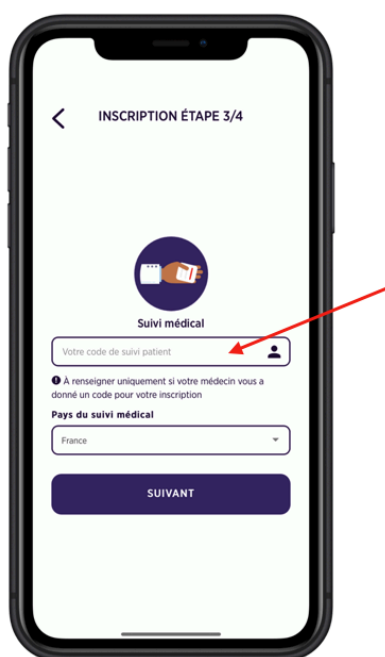 INSCRIPTION ÉTAPE 3/4
Suivi médical
Votre code de suivi patient
À renseigner uniquement si votre médecin vous a
donné un code pour votre inscription
Pays du suivi médical
France
SUIVANT